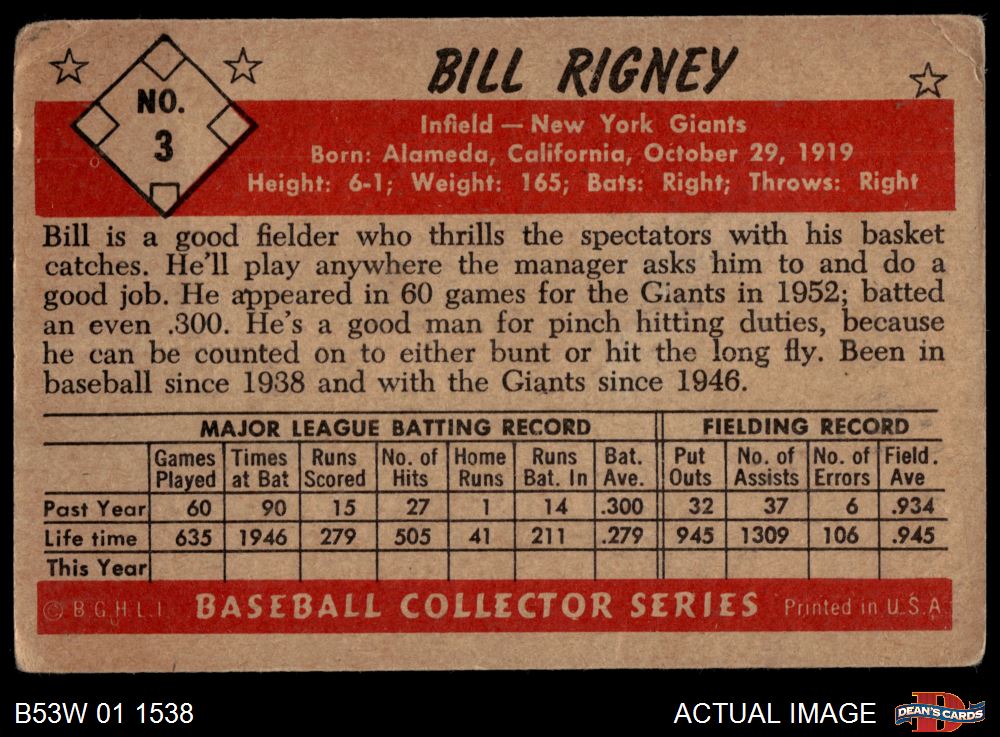 NO.
3
BILL RIGNEY
Infield — New York Giants
Born: Alameda, California, October 29, 1919
Height: 6-1; Weight: 165; Bats: Right; Throws: Right
Bill is a good fielder who thrills the spectators with his basket
catches. He'll play anywhere the manager asks him to and do a
good job. He appeared in 60 games for the Giants in 1952; batted
an even .300. He's a good man for pinch hitting duties, because
he can be counted on to either bunt or hit the long fly. Been in
baseball since 1938 and with the Giants since 1946.
MAJOR LEAGUE BATTING RECORD FIELDING RECORD
Games Times Runs No. of Home Runs Bat. Put No. of No. of Field.
Played at Bat Scored Hits Runs Bat. In Ave. Outs Assists Errors Ave
Past Year 60 90 15 27 1 14 .300 32 37 6 .934
Life time 635 1946 279 505 41 211 .279 945 1309 106 .945
This Year
© B.G.H.L.I BASEBALL COLLECTOR SERIES Printed in U.S.A
B53W 01 1538 ACTUAL IMAGE DEAN'S CARDS